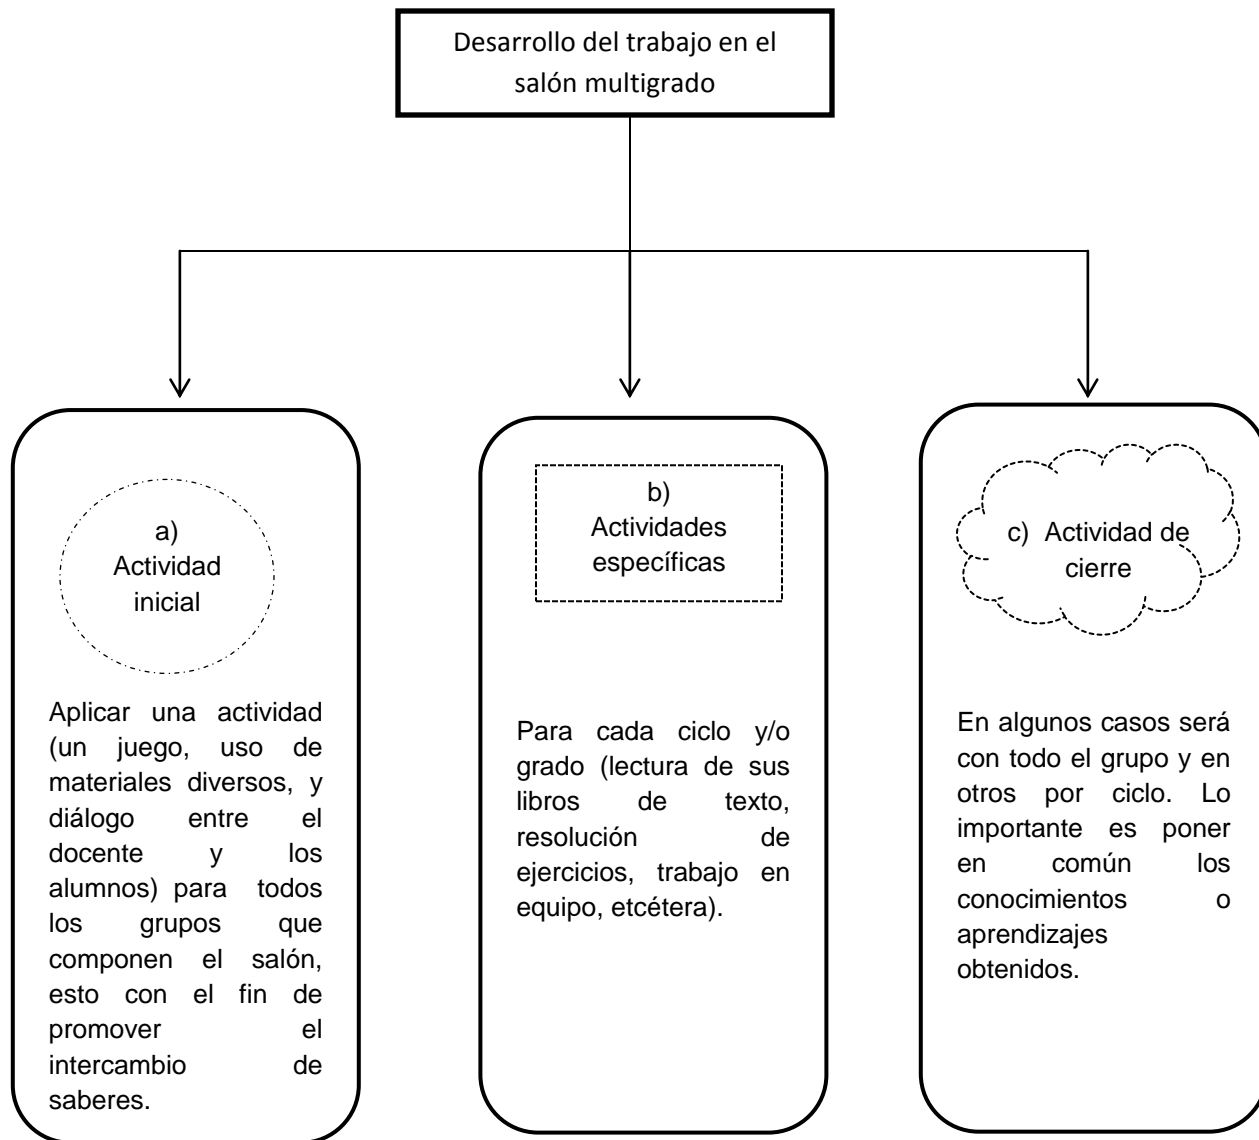 Desarrollo del trabajo en el
salón multigrado
a)
Actividad
inicial
Aplicar una actividad
(un juego, uso de
materiales diversos, y
diálogo entre el
docente y los
alumnos) para todos
los grupos que
componen el salón,
esto con el fin de
promover el
intercambio de
saberes.
b)
Actividades
específicas
Para cada ciclo y/o
grado (lectura de sus
libros de texto,
resolución de
ejercicios, trabajo en
equipo, etcétera).
c) Actividad de
cierre
En algunos casos será
con todo el grupo y en
otros por ciclo. Lo
importante es poner
en común los
conocimientos o
aprendizajes
obtenidos.